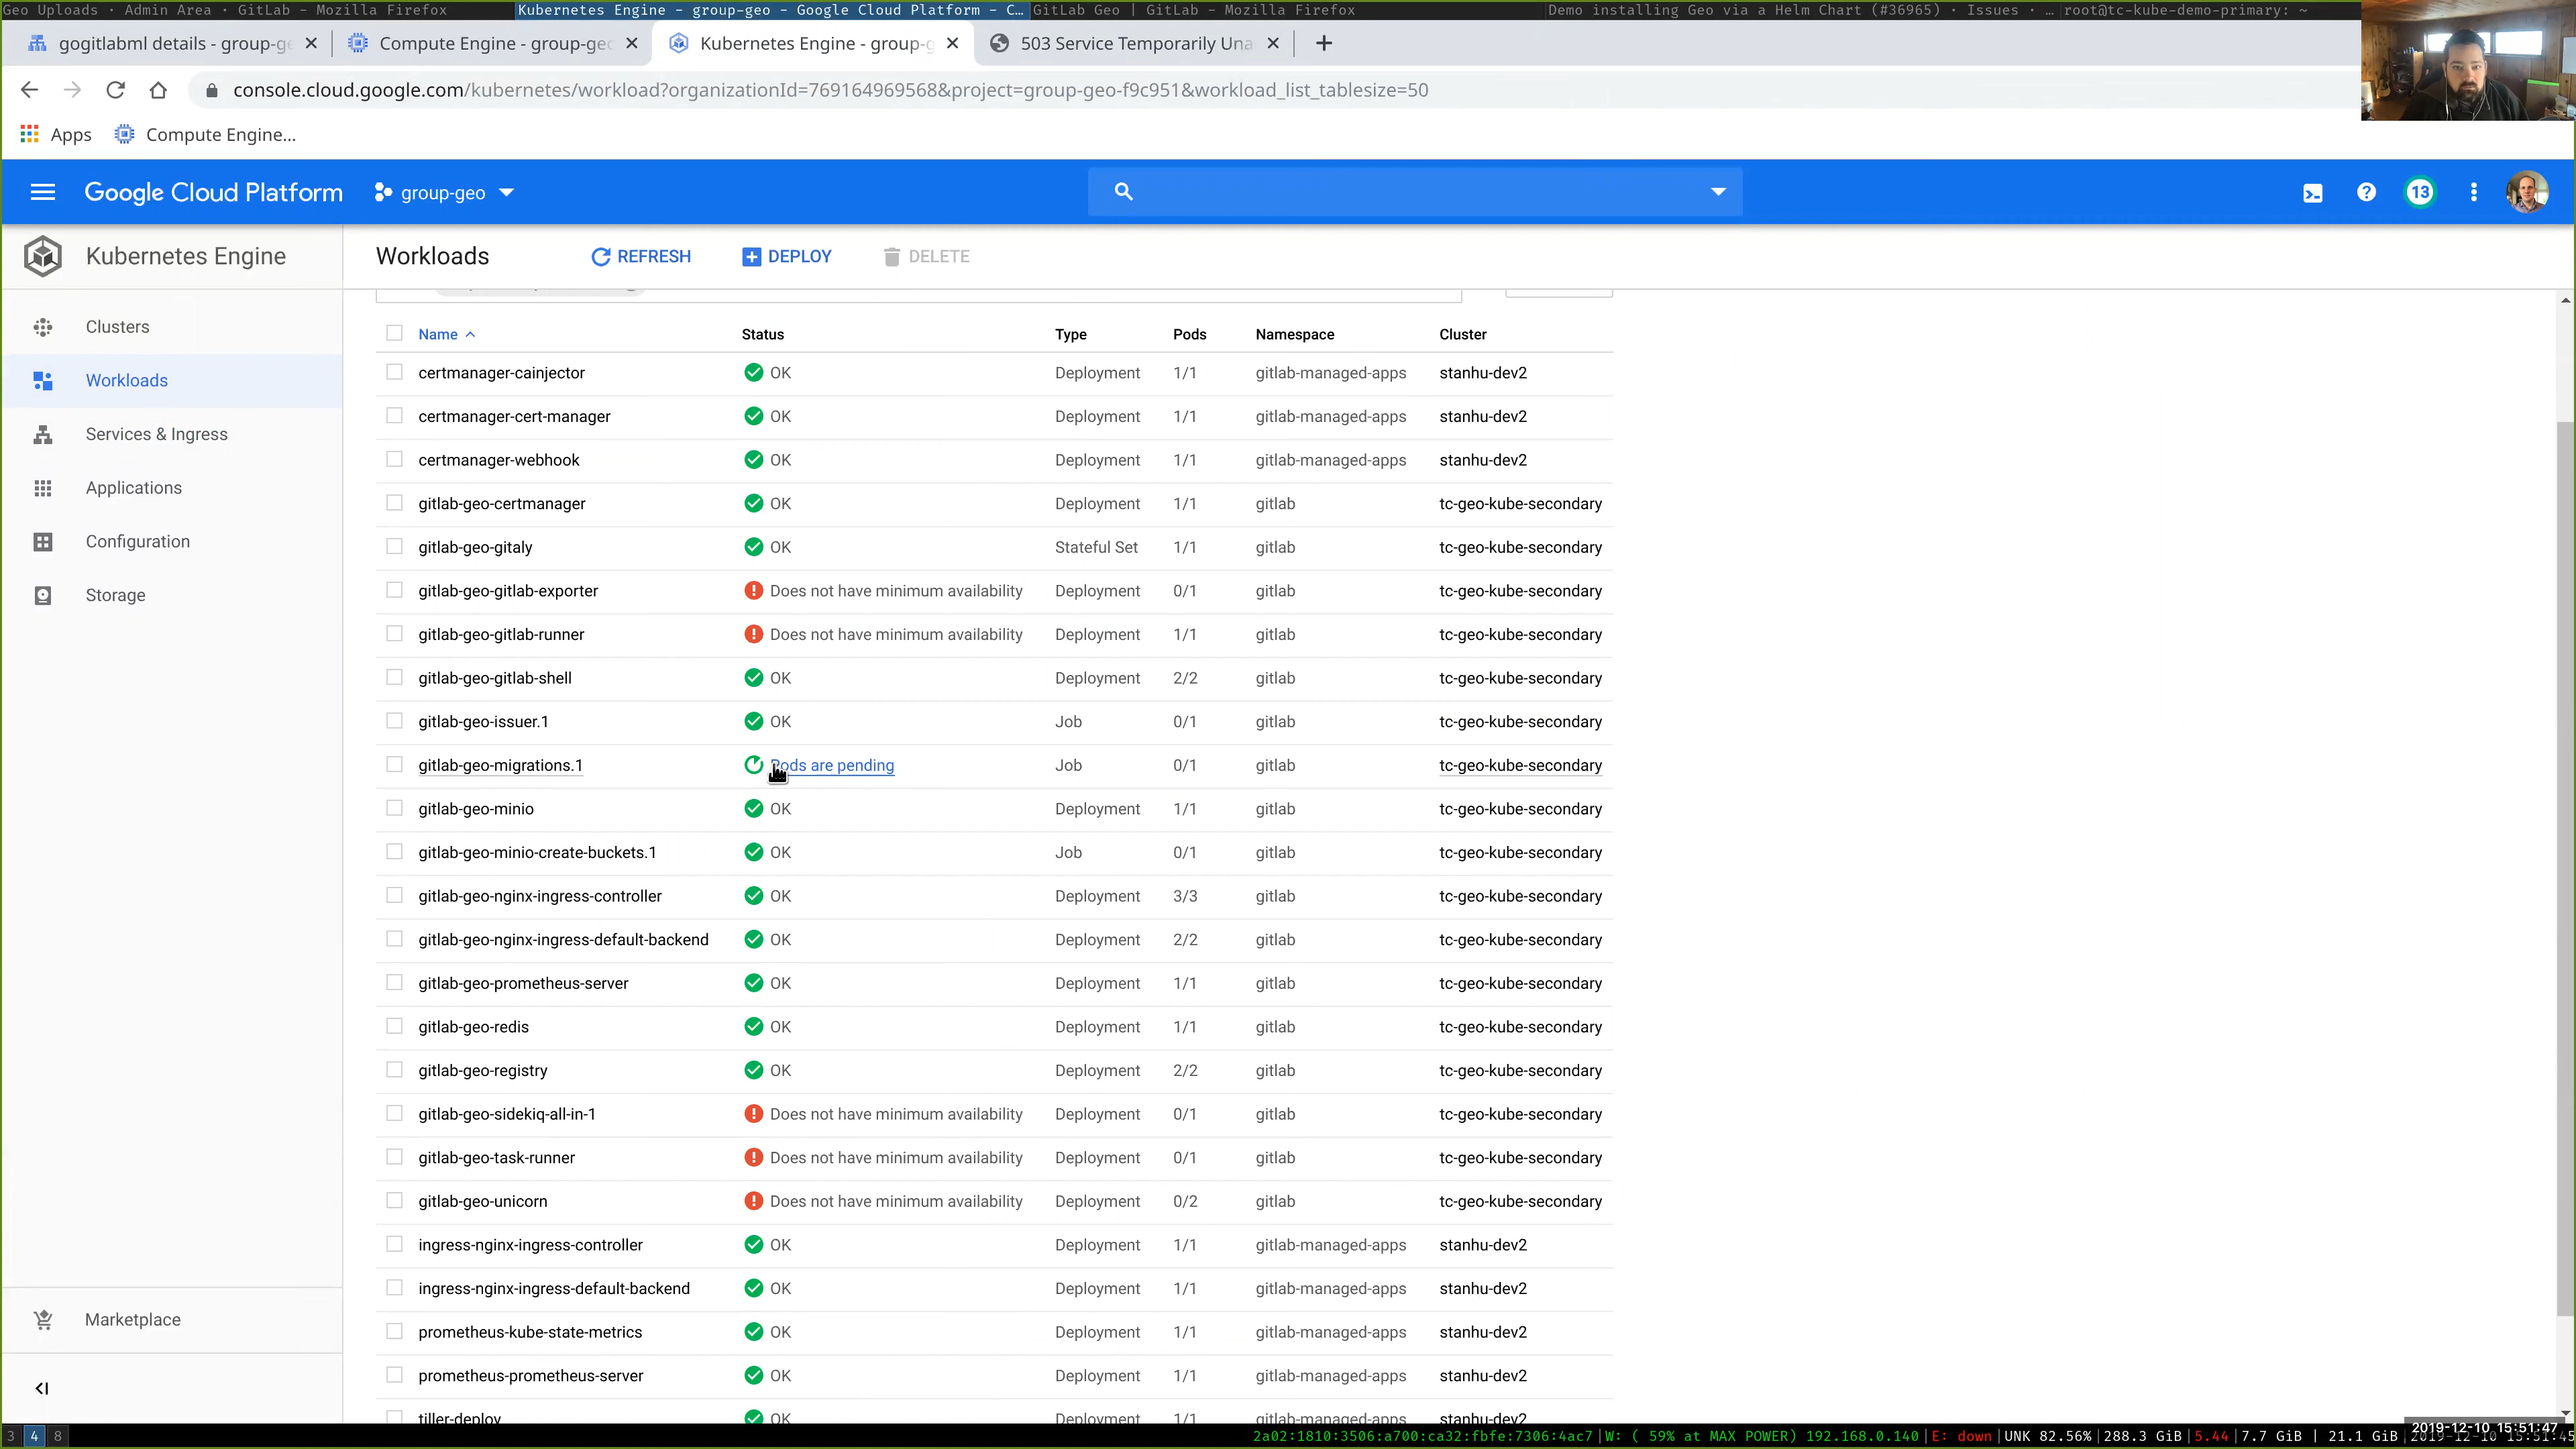 Geo Uploads · Admin Area · GitLab - Mozilla Firefox
Kubernetes Engine - group-geo - Google Cloud Platform - C…
GitLab Geo | GitLab - Mozilla Firefox
Demo installing Geo via a Helm Chart (#36965) · Issues · …
root@tc-kube-demo-primary: ~
gogitlabml details - group-ge
Compute Engine - group-geo
Kubernetes Engine - group-g
503 Service Temporarily Una
console.cloud.google.com/kubernetes/workload?organizationId=769164969568&project=group-geo-f9c951&workload_list_tablesize=50
Apps
Compute Engine...
Google Cloud Platform
group-geo
13
Kubernetes Engine
Workloads
REFRESH
DEPLOY
DELETE
Clusters
Workloads
Services & Ingress
Applications
Configuration
Storage
Marketplace
Name Status Type Pods Namespace Cluster
certmanager-cainjector OK Deployment 1/1 gitlab-managed-apps stanhu-dev2
certmanager-cert-manager OK Deployment 1/1 gitlab-managed-apps stanhu-dev2
certmanager-webhook OK Deployment 1/1 gitlab-managed-apps stanhu-dev2
gitlab-geo-certmanager OK Deployment 1/1 gitlab tc-geo-kube-secondary
gitlab-geo-gitaly OK Stateful Set 1/1 gitlab tc-geo-kube-secondary
gitlab-geo-gitlab-exporter Does not have minimum availability Deployment 0/1 gitlab tc-geo-kube-secondary
gitlab-geo-gitlab-runner Does not have minimum availability Deployment 1/1 gitlab tc-geo-kube-secondary
gitlab-geo-gitlab-shell OK Deployment 2/2 gitlab tc-geo-kube-secondary
gitlab-geo-issuer.1 OK Job 0/1 gitlab tc-geo-kube-secondary
gitlab-geo-migrations.1 Pods are pending Job 0/1 gitlab tc-geo-kube-secondary
gitlab-geo-minio OK Deployment 1/1 gitlab tc-geo-kube-secondary
gitlab-geo-minio-create-buckets.1 OK Job 0/1 gitlab tc-geo-kube-secondary
gitlab-geo-nginx-ingress-controller OK Deployment 3/3 gitlab tc-geo-kube-secondary
gitlab-geo-nginx-ingress-default-backend OK Deployment 2/2 gitlab tc-geo-kube-secondary
gitlab-geo-prometheus-server OK Deployment 1/1 gitlab tc-geo-kube-secondary
gitlab-geo-redis OK Deployment 1/1 gitlab tc-geo-kube-secondary
gitlab-geo-registry OK Deployment 2/2 gitlab tc-geo-kube-secondary
gitlab-geo-sidekiq-all-in-1 Does not have minimum availability Deployment 0/1 gitlab tc-geo-kube-secondary
gitlab-geo-task-runner Does not have minimum availability Deployment 0/1 gitlab tc-geo-kube-secondary
gitlab-geo-unicorn Does not have minimum availability Deployment 0/2 gitlab tc-geo-kube-secondary
ingress-nginx-ingress-controller OK Deployment 1/1 gitlab-managed-apps stanhu-dev2
ingress-nginx-ingress-default-backend OK Deployment 1/1 gitlab-managed-apps stanhu-dev2
prometheus-kube-state-metrics OK Deployment 1/1 gitlab-managed-apps stanhu-dev2
prometheus-prometheus-server OK Deployment 1/1 gitlab-managed-apps stanhu-dev2
tiller-deploy OK Deployment 1/1 gitlab-managed-apps stanhu-dev2
2019-12-10 15:51:47
3 4 8
2a02:1810:3506:a700:ca32:fbfe:7306:4ac7|W: ( 59% at MAX POWER) 192.168.0.140|E: down|UNK 82.56%|288.3 GiB|5.44|7.7 GiB | 21.1 GiB